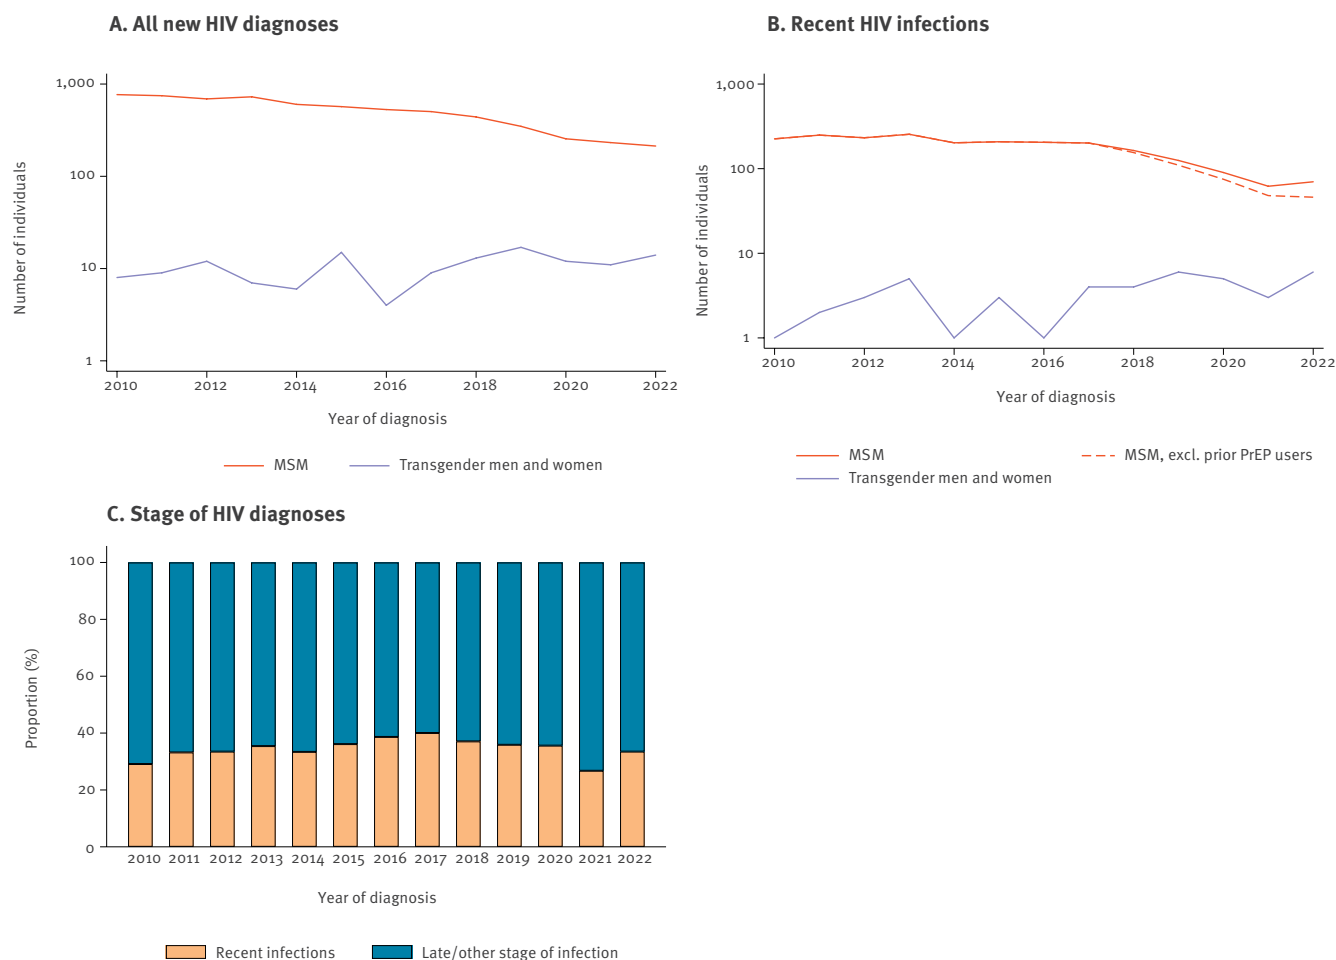 A. All new HIV diagnoses
1,000
100
10
1
Number of individuals
2010 2012 2014 2016 2018 2020 2022
Year of diagnosis
MSM Transgender men and women
B. Recent HIV infections
1,000
100
10
1
Number of individuals
2010 2012 2014 2016 2018 2020 2022
Year of diagnosis
MSM MSM, excl. prior PrEP users
Transgender men and women
C. Stage of HIV diagnoses
100
80
60
40
20
0
Proportion (%)
2010 2011 2012 2013 2014 2015 2016 2017 2018 2019 2020 2021 2022
Year of diagnosis
Recent infections Late/other stage of infection